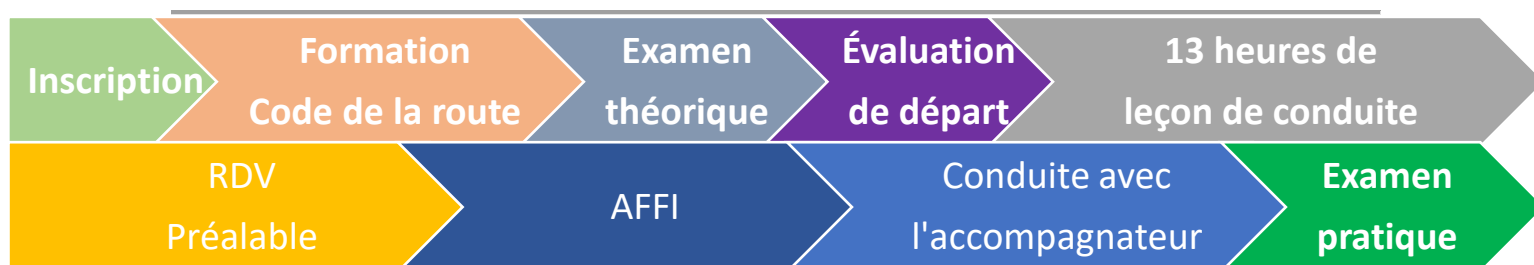 Inscription
Formation
Code de la route
Examen
théorique
Évaluation
de départ
13 heures de
leçon de conduite
RDV
Préalable
AFFI
Conduite avec
l'accompagnateur
Examen
pratique